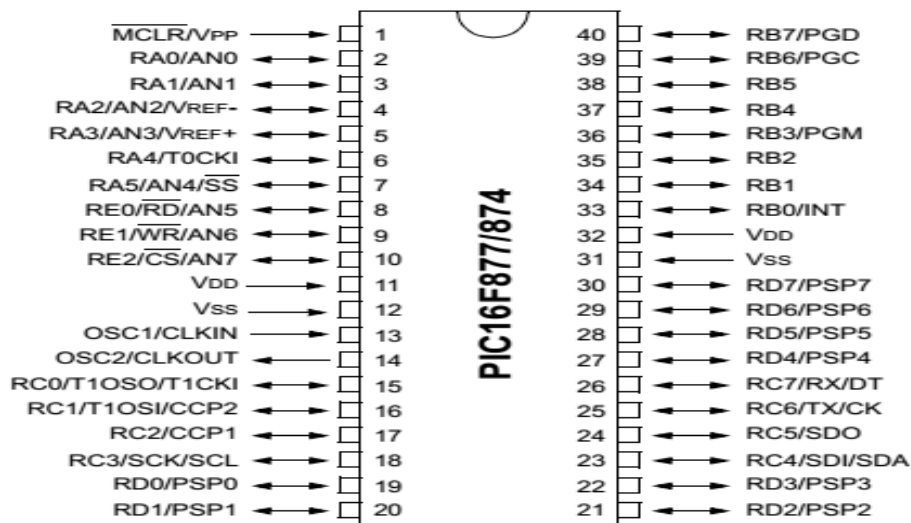 MCLR/VPP 1 40 RB7/PGD
RA0/AN0 2 39 RB6/PGC
RA1/AN1 3 38 RB5
RA2/AN2/VREF- 4 37 RB4
RA3/AN3/VREF+ 5 36 RB3/PGM
RA4/T0CKI 6 35 RB2
RA5/AN4/SS 7 34 RB1
RE0/RD/AN5 8 33 RB0/INT
RE1/WR/AN6 9 32 VDD
RE2/CS/AN7 10 31 VSS
VDD 11 30 RD7/PSP7
VSS 12 29 RD6/PSP6
OSC1/CLKIN 13 28 RD5/PSP5
OSC2/CLKOUT 14 27 RD4/PSP4
RC0/T1OSO/T1CKI 15 26 RC7/RX/DT
RC1/T1OSI/CCP2 16 25 RC6/TX/CK
RC2/CCP1 17 24 RC5/SDO
RC3/SCK/SCL 18 23 RC4/SDI/SDA
RD0/PSP0 19 22 RD3/PSP3
RD1/PSP1 20 21 RD2/PSP2
PIC16F877/874